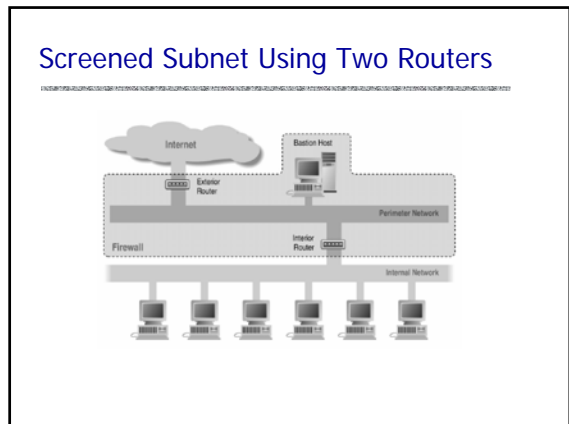 Screened Subnet Using Two Routers
Internet
Bastion Host
Exterior
Router
Perimeter Network
Firewall
Interior
Router
Internal Network